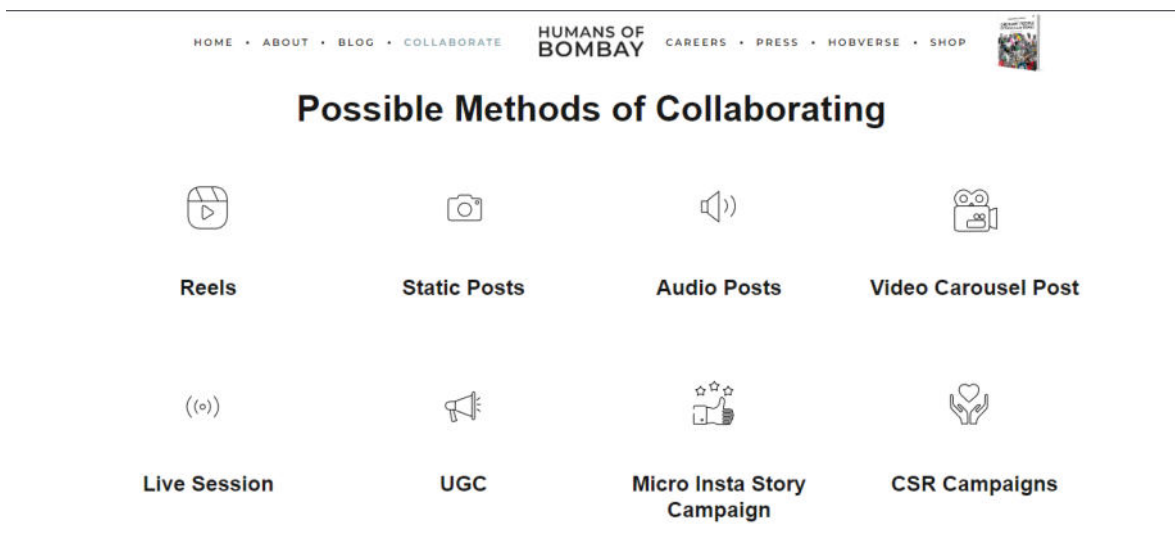 HOME • ABOUT • BLOG • COLLABORATE
HUMANS OF
BOMBAY
CAREERS • PRESS • HOBVERSE • SHOP
Possible Methods of Collaborating
Reels
Static Posts
Audio Posts
Video Carousel Post
Live Session
UGC
Micro Insta Story
Campaign
CSR Campaigns